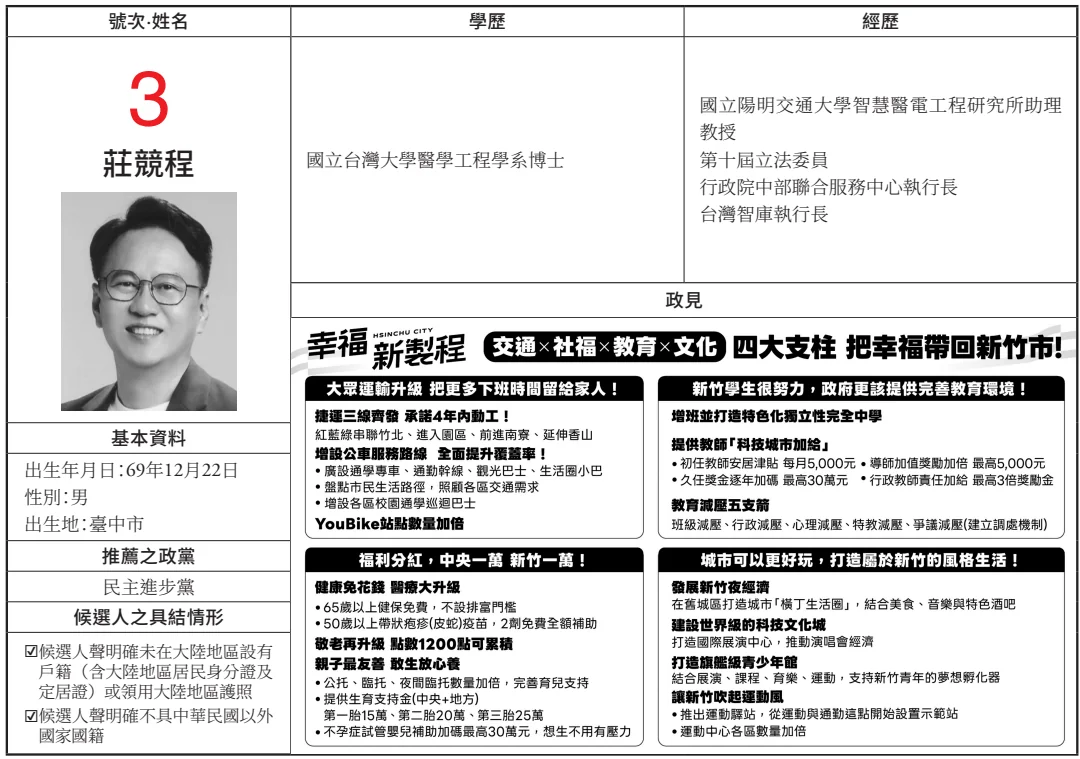 號次·姓名
3
莊競程
基本資料
出生年月日：69年12月22日
性別：男
出生地：臺中市
推薦之政黨
民主進步黨
候選人之具結情形
☑候選人聲明確未在大陸地區設有
戶籍（含大陸地區居民身分證及
定居證）或領用大陸地區護照
☑候選人聲明確不具中華民國以外
國家國籍
學歷
國立台灣大學醫學工程學系博士
經歷
國立陽明交通大學智慧醫電工程研究所助理
教授
第十屆立法委員
行政院中部聯合服務中心執行長
台灣智庫執行長
政見
幸福 HSINCHU CITY 新製程 交通×社福×教育×文化 四大支柱 把幸福帶回新竹市!
大眾運輸升級 把更多下班時間留給家人！
捷運三線齊發 承諾4年內動工！
紅藍綠串聯竹北、進入園區、前進南寮、延伸香山
增設公車服務路線 全面提升覆蓋率！
• 廣設通學專車、通勤幹線、觀光巴士、生活圈小巴
• 盤點市民生活路徑，照顧各區交通需求
• 增設各區校園通學巡迴巴士
YouBike站點數量加倍
新竹學生很努力，政府更該提供完善教育環境！
增班並打造特色化獨立性完全中學
提供教師「科技城市加給」
• 初任教師安居津貼 每月5,000元 • 導師加值獎勵加倍 最高5,000元
• 久任獎金逐年加碼 最高30萬元 • 行政教師責任加給 最高3倍獎勵金
教育減壓五支箭
班級減壓、行政減壓、心理減壓、特教減壓、爭議減壓(建立調處機制)
福利分紅，中央一萬 新竹一萬！
健康免花錢 醫療大升級
• 65歲以上健保免費，不設排富門檻
• 50歲以上帶狀疱疹(皮蛇)疫苗，2劑免費全額補助
敬老再升級 點數1200點可累積
親子最友善 敢生放心養
• 公托、臨托、夜間臨托數量加倍，完善育兒支持
• 提供生育支持金(中央+地方)
第一胎15萬、第二胎20萬、第三胎25萬
• 不孕症試管嬰兒補助加碼最高30萬元，想生不用有壓力
城市可以更好玩，打造屬於新竹的風格生活！
發展新竹夜經濟
在舊城區打造城市「橫丁生活圈」，結合美食、音樂與特色酒吧
建設世界級的科技文化城
打造國際展演中心，推動演唱會經濟
打造旗艦級青少年館
結合展演、課程、育樂、運動，支持新竹青年的夢想孵化器
讓新竹吹起運動風
• 推出運動驛站，從運動與通勤這點開始設置示範站
• 運動中心各區數量加倍